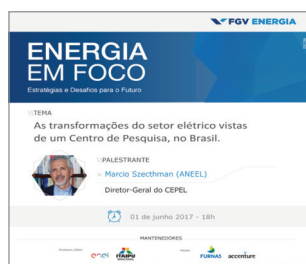 FGV ENERGIA
ENERGIA
EM FOCO
Estratégias e Desafios para o Futuro
\\TEMA
As transformações do setor elétrico vistas
de um Centro de Pesquisa, no Brasil.
\\PALESTRANTE
Marcio Szecthman (ANEEL)
Diretor-Geral do CEPEL
01 de junho 2017 - 18h
MANTENEDORES
enel ITAIPU FURNAS accenture